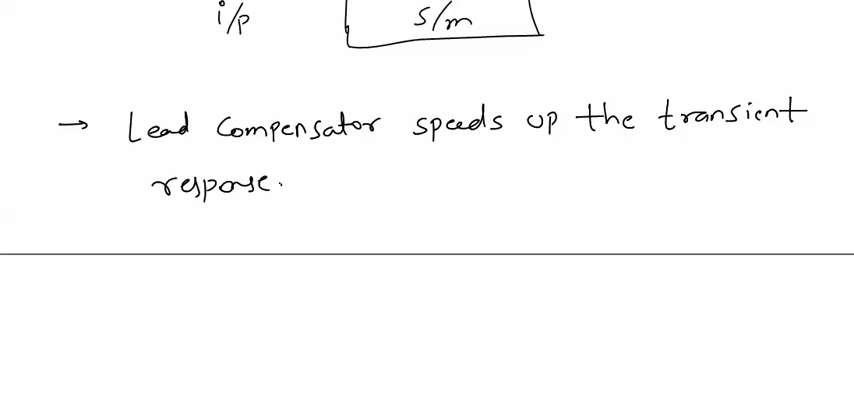 i/p s/m
→ Lead compensator speeds up the transient
response.